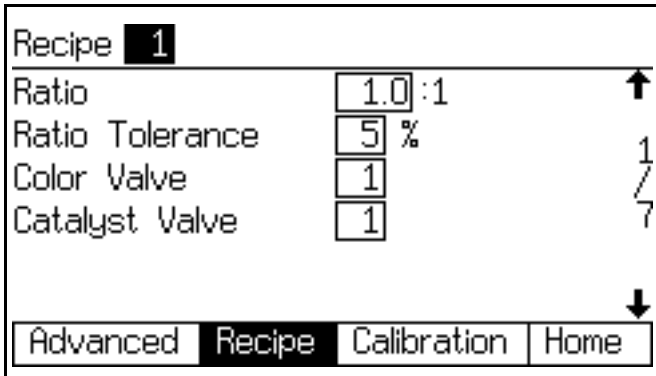 Recipe 1
Ratio 1.0 :1
Ratio Tolerance 5 %
Color Valve 1
Catalyst Valve 1
1
/
7
Advanced Recipe Calibration Home